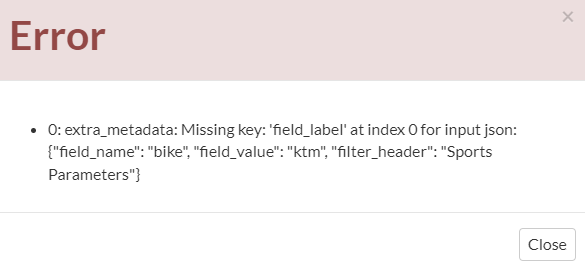 Error
×
• 0: extra_metadata: Missing key: 'field_label' at index 0 for input json:
{"field_name": "bike", "field_value": "ktm", "filter_header": "Sports
Parameters"}
Close